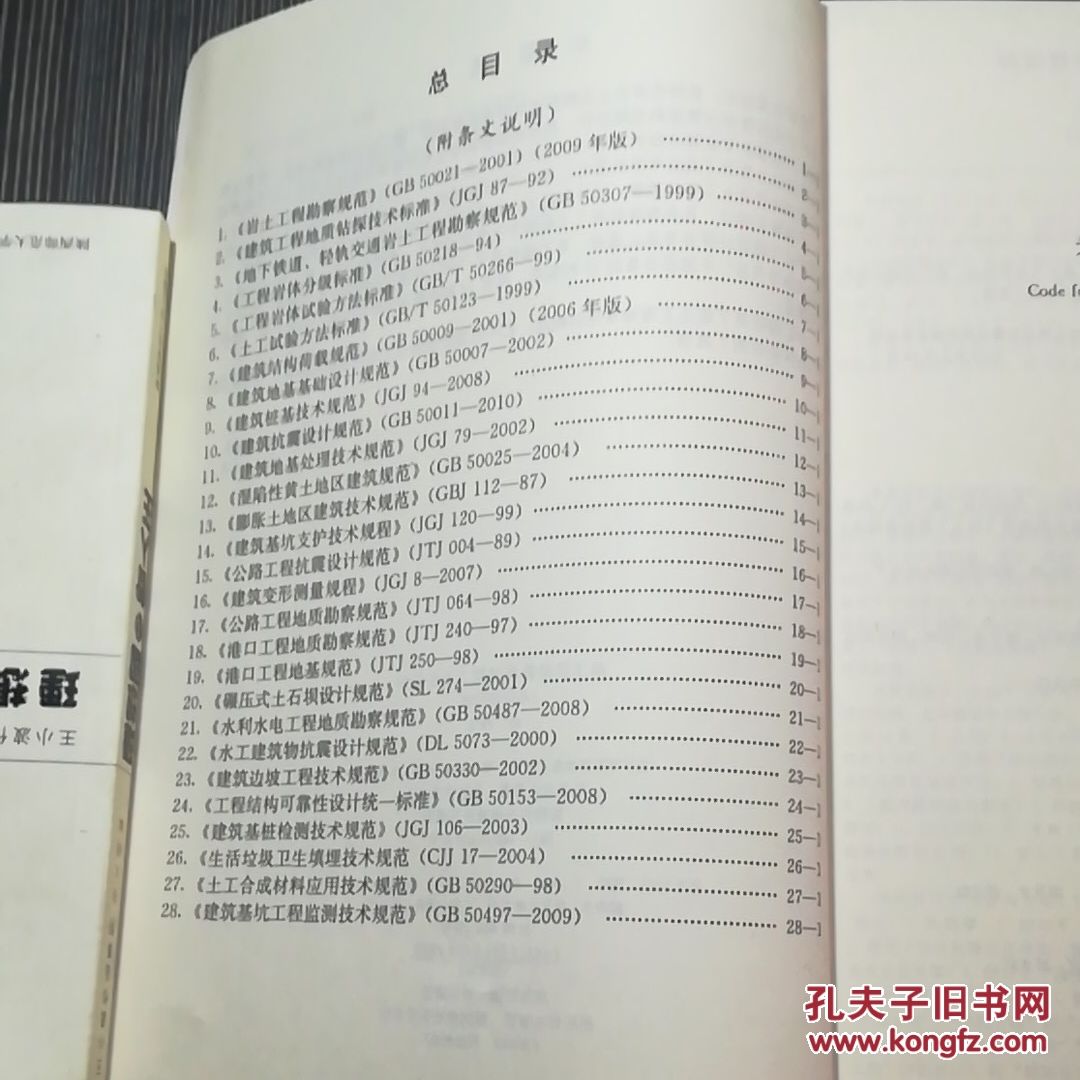 总目录
（附条文说明）
1. 《岩土工程勘察规范》（GB 50021—2001）（2009 年版） ………… 1—1
2. 《建筑工程地质钻探技术标准》（JGJ 87—92） ………… 2—1
3. 《地下铁道、轻轨交通岩土工程勘察规范》（GB 50307—1999） ………… 3—1
4. 《工程岩体分级标准》（GB 50218—94） ………… 4—1
5. 《工程岩体试验方法标准》（GB/T 50266—99） ………… 5—1
6. 《土工试验方法标准》（GB/T 50123—1999） ………… 6—1
7. 《建筑结构荷载规范》（GB 50009—2001）（2006 年版） ………… 7—1
8. 《建筑地基基础设计规范》（GB 50007—2002） ………… 8—1
9. 《建筑桩基技术规范》（JGJ 94—2008） ………… 9—1
10. 《建筑抗震设计规范》（GB 50011—2010） ………… 10—1
11. 《建筑地基处理技术规范》（JGJ 79—2002） ………… 11—1
12. 《湿陷性黄土地区建筑规范》（GB 50025—2004） ………… 12—1
13. 《膨胀土地区建筑技术规范》（GBJ 112—87） ………… 13—1
14. 《建筑基坑支护技术规程》（JGJ 120—99） ………… 14—1
15. 《公路工程抗震设计规范》（JTJ 004—89） ………… 15—1
16. 《建筑变形测量规程》（JGJ 8—2007） ………… 16—1
17. 《公路工程地质勘察规范》（JTJ 064—98） ………… 17—1
18. 《港口工程地质勘察规范》（JTJ 240—97） ………… 18—1
19. 《港口工程地基规范》（JTJ 250—98） ………… 19—1
20. 《碾压式土石坝设计规范》（SL 274—2001） ………… 20—1
21. 《水利水电工程地质勘察规范》（GB 50487—2008） ………… 21—1
22. 《水工建筑物抗震设计规范》（DL 5073—2000） ………… 22—1
23. 《建筑边坡工程技术规范》（GB 50330—2002） ………… 23—1
24. 《工程结构可靠性设计统一标准》（GB 50153—2008） ………… 24—1
25. 《建筑基桩检测技术规范》（JGJ 106—2003） ………… 25—1
26. 《生活垃圾卫生填埋技术规范（CJJ 17—2004） ………… 26—1
27. 《土工合成材料应用技术规范》（GB 50290—98） ………… 27—1
28. 《建筑基坑工程监测技术规范》（GB 50497—2009） ………… 28—1
Code f
陕西师范大学
理想
王小波
孔夫子旧书网
www.kongfz.com